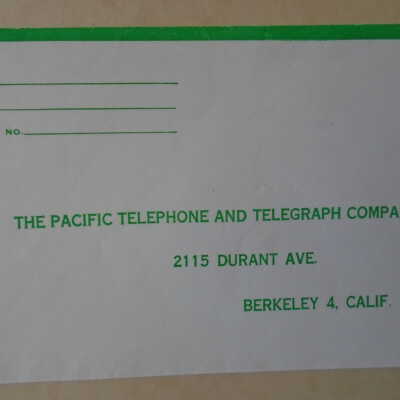 NO.
THE PACIFIC TELEPHONE AND TELEGRAPH COMPA
2115 DURANT AVE.
BERKELEY 4, CALIF.